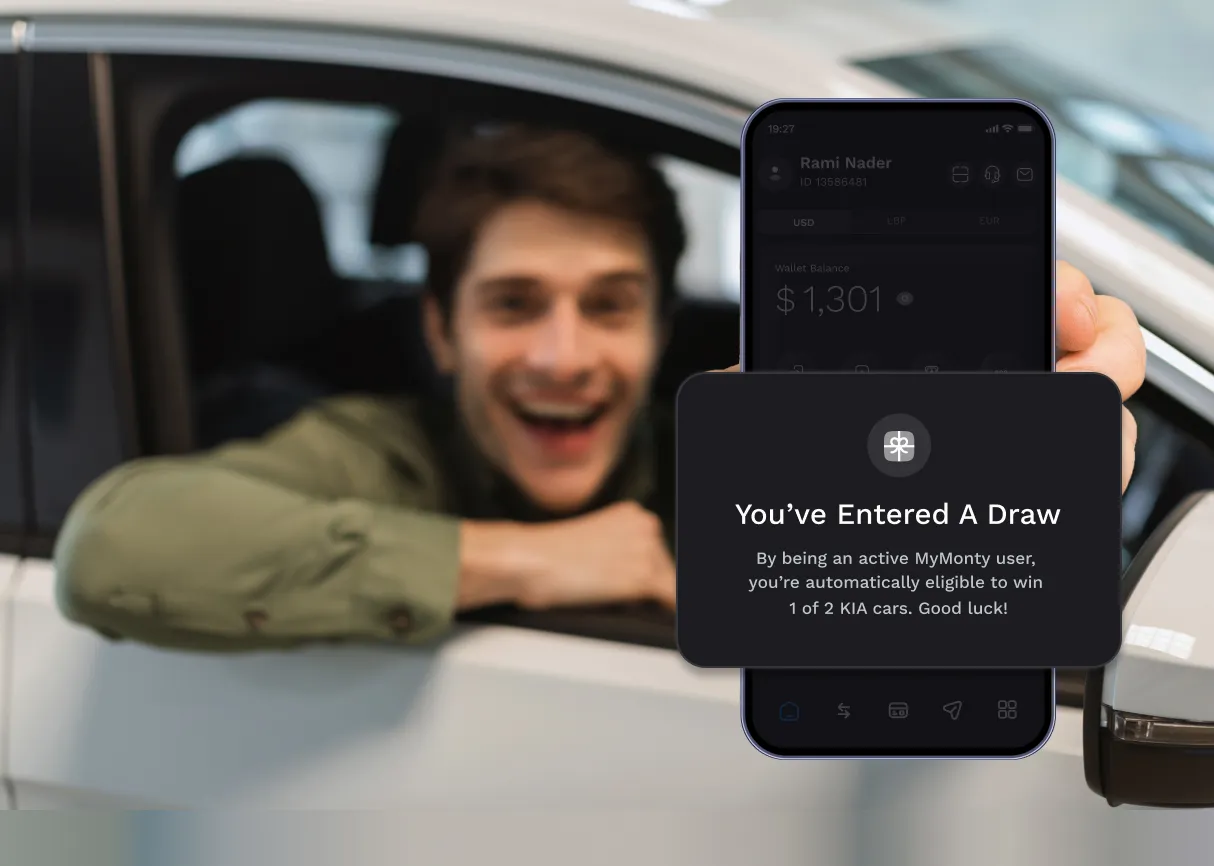 19:27
Rami Nader
ID 13586481
USD LBP EUR
Wallet Balance
$ 1,301
You’ve Entered A Draw
By being an active MyMonty user,
you’re automatically eligible to win
1 of 2 KIA cars. Good luck!